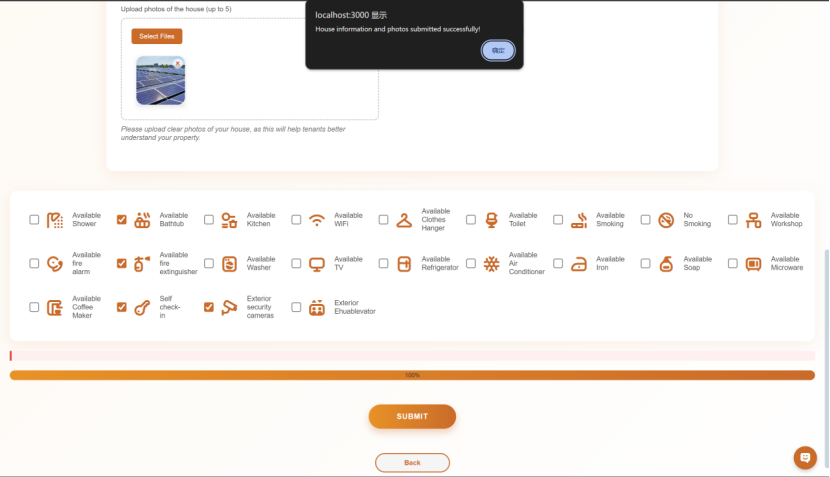 Upload photos of the house (up to 5)
localhost:3000 显示
House information and photos submitted successfully!
确定
Select Files
Please upload clear photos of your house, as this will help tenants better
understand your property.
Available
Shower
Available
Bathtub
Available
Kitchen
Available
WiFi
Available
Clothes
Hanger
Available
Toilet
Available
Smoking
No
Smoking
Available
Workshop
Available
fire
alarm
Available
fire
extinguisher
Available
Washer
Available
TV
Available
Refrigerator
Available
Air
Conditioner
Available
Iron
Available
Soap
Available
Microware
Available
Coffee
Maker
Self
check-
in
Exterior
security
cameras
Exterior
Ehuablevator
100%
SUBMIT
Back